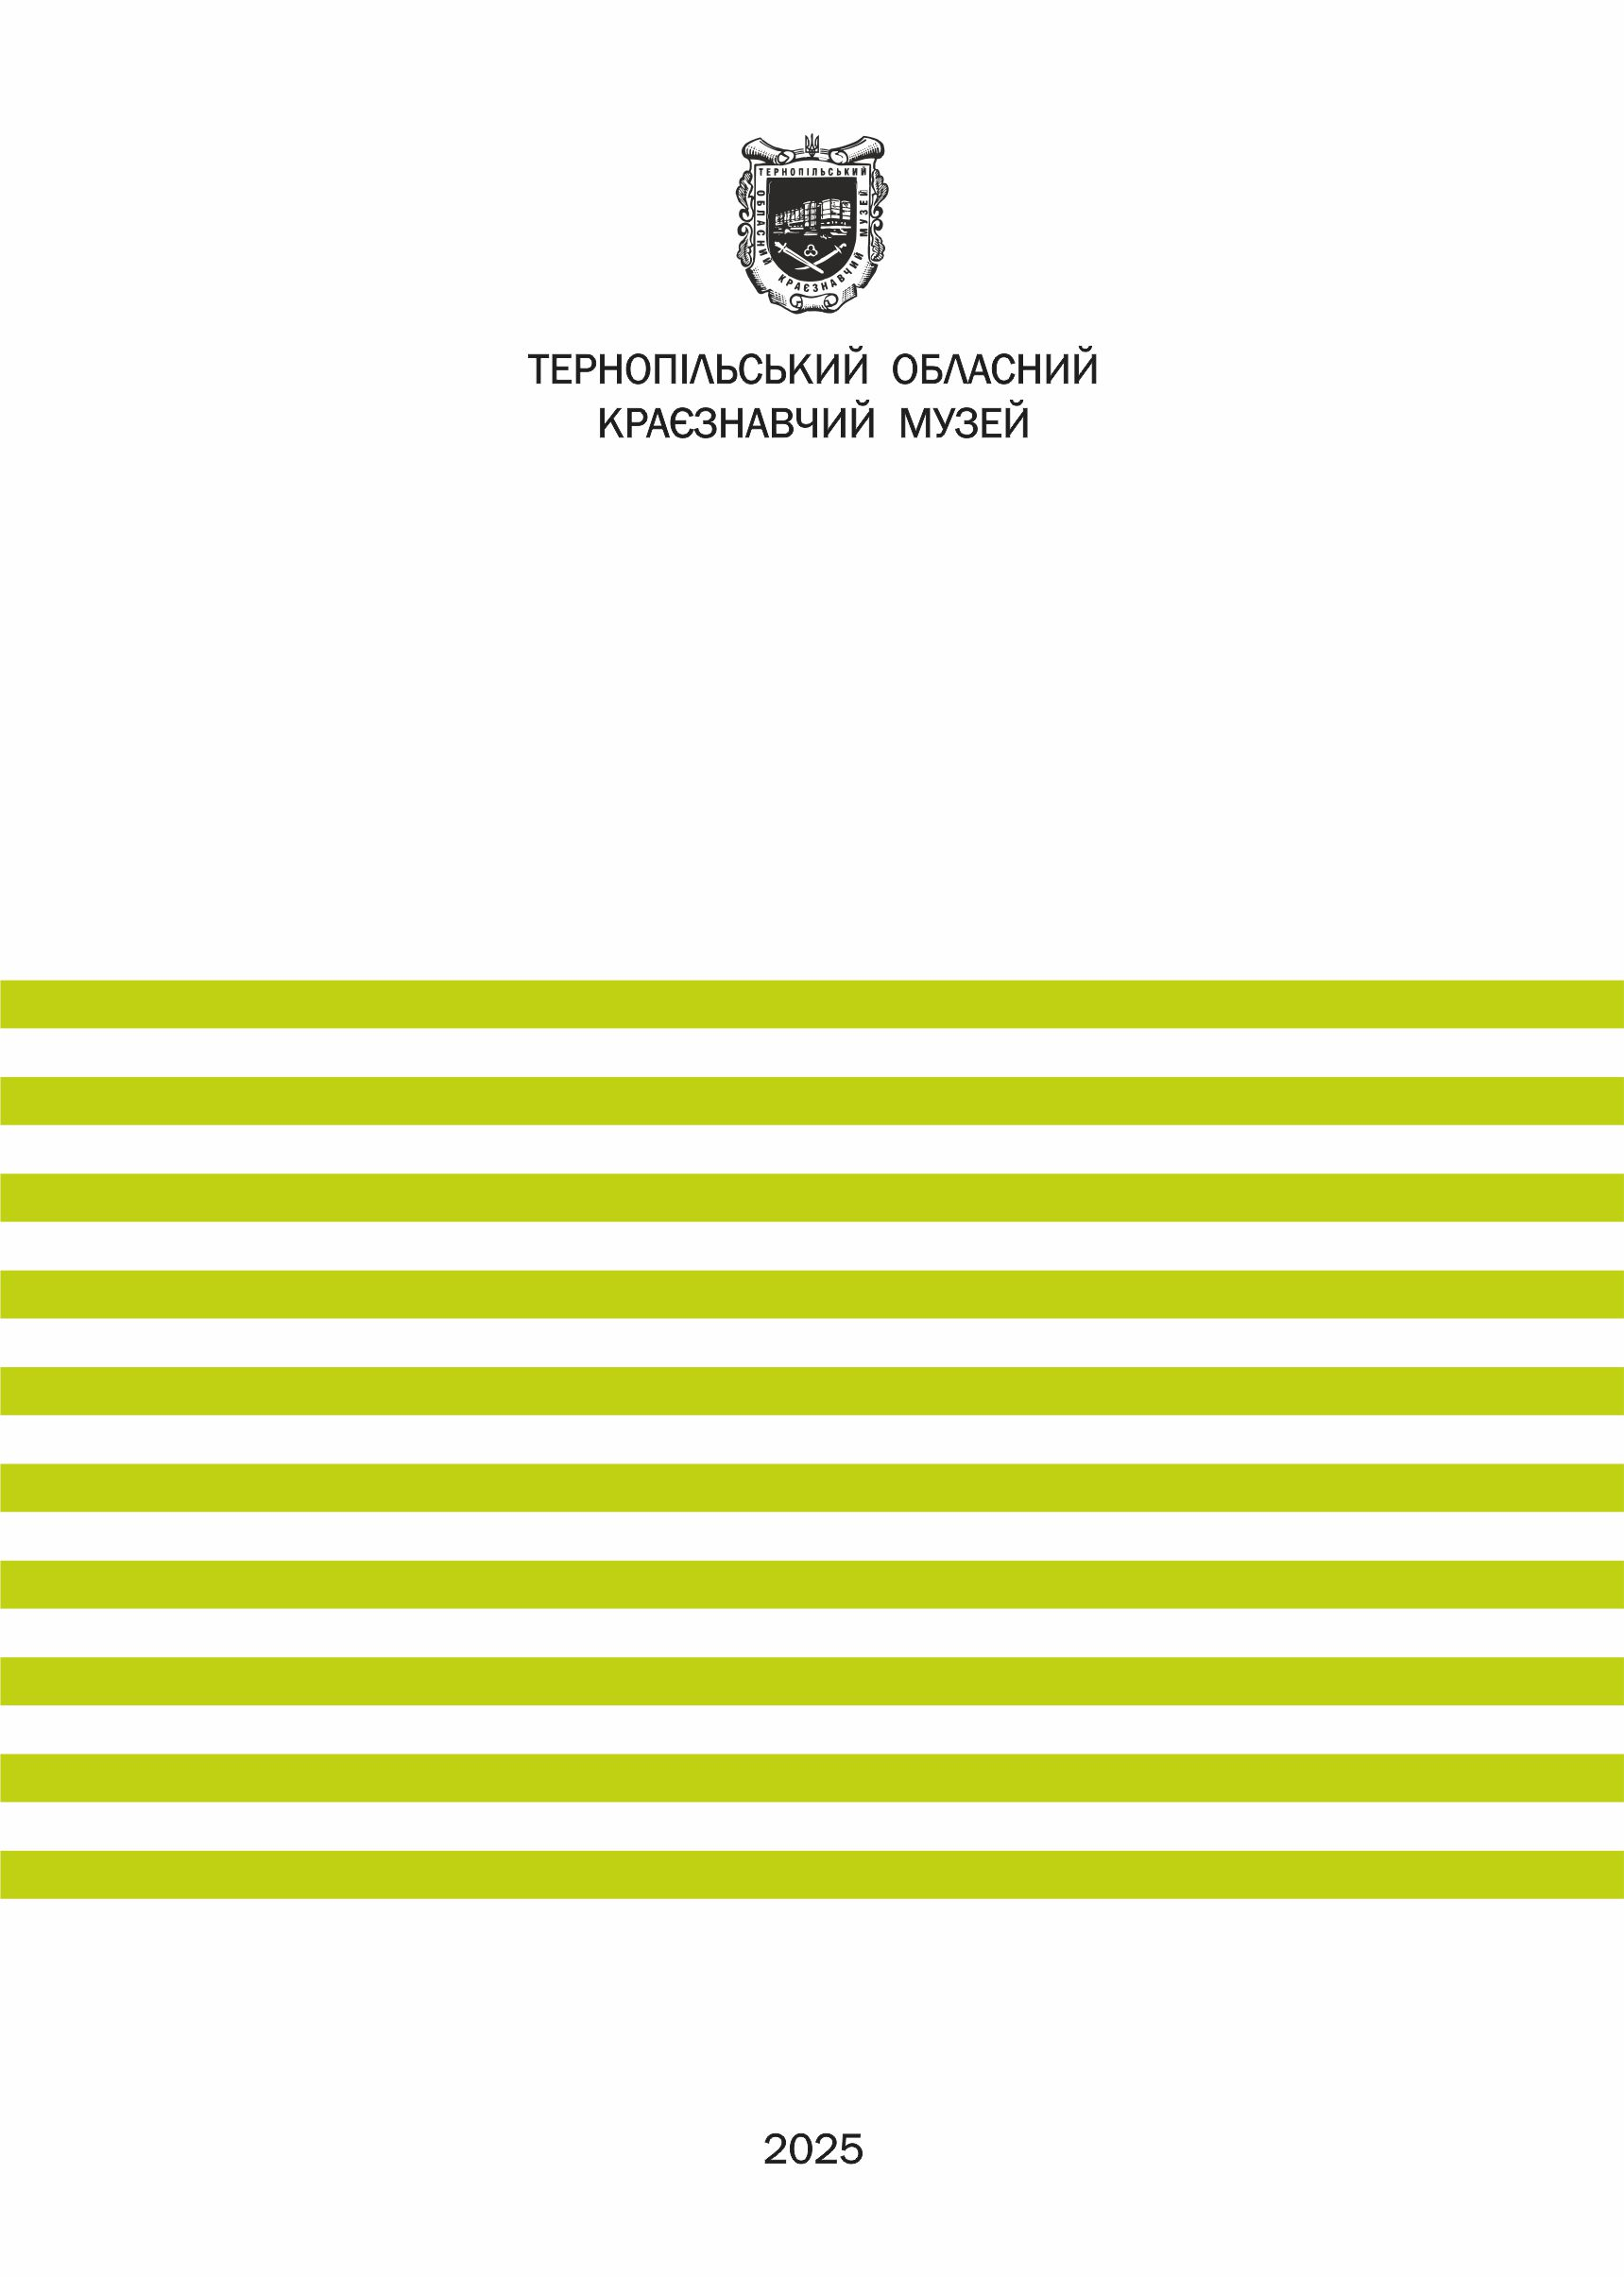 ТЕРНОПІЛЬСЬКИЙ
ОБЛАСНИЙ
КРАЄЗНАВЧИЙ
МУЗЕЙ
ТЕРНОПІЛЬСЬКИЙ ОБЛАСНИЙ
КРАЄЗНАВЧИЙ МУЗЕЙ
2025